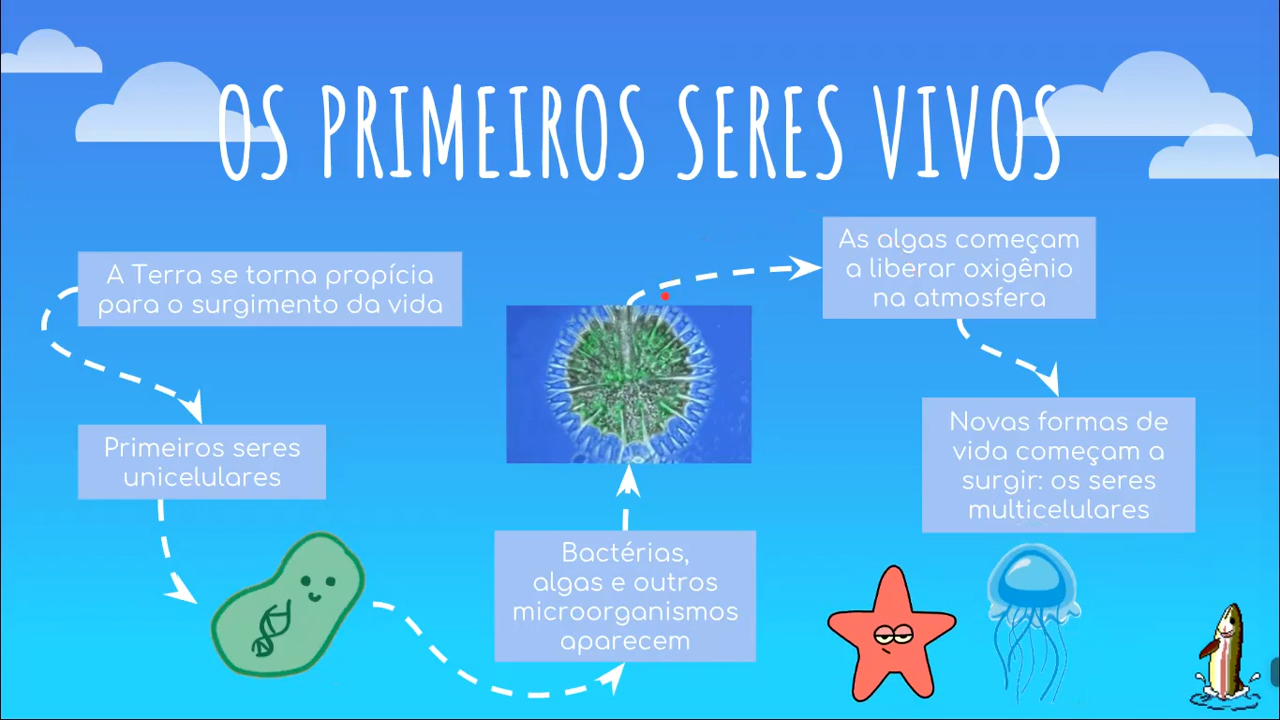 OS PRIMEIROS SERES VIVOS
A Terra se torna propícia
para o surgimento da vida
Primeiros seres
unicelulares
Bactérias,
algas e outros
microorganismos
aparecem
As algas começam
a liberar oxigênio
na atmosfera
Novas formas de
vida começam a
surgir: os seres
multicelulares